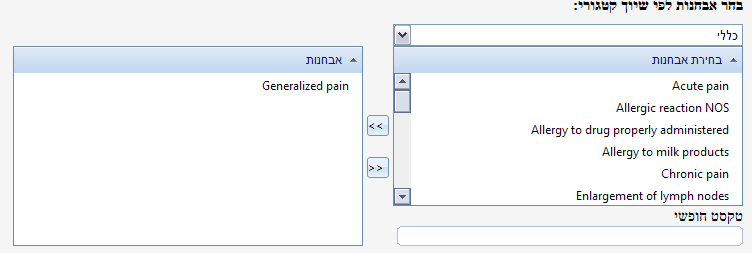 בחר אבחנות לפי שיוך קטגורי:
כללי
בחירת אבחנות
Acute pain
Allergic reaction NOS
Allergy to drug properly administered
Allergy to milk products
Chronic pain
Enlargement of lymph nodes
<<
>>
אבחנות
Generalized pain
טקסט חופשי